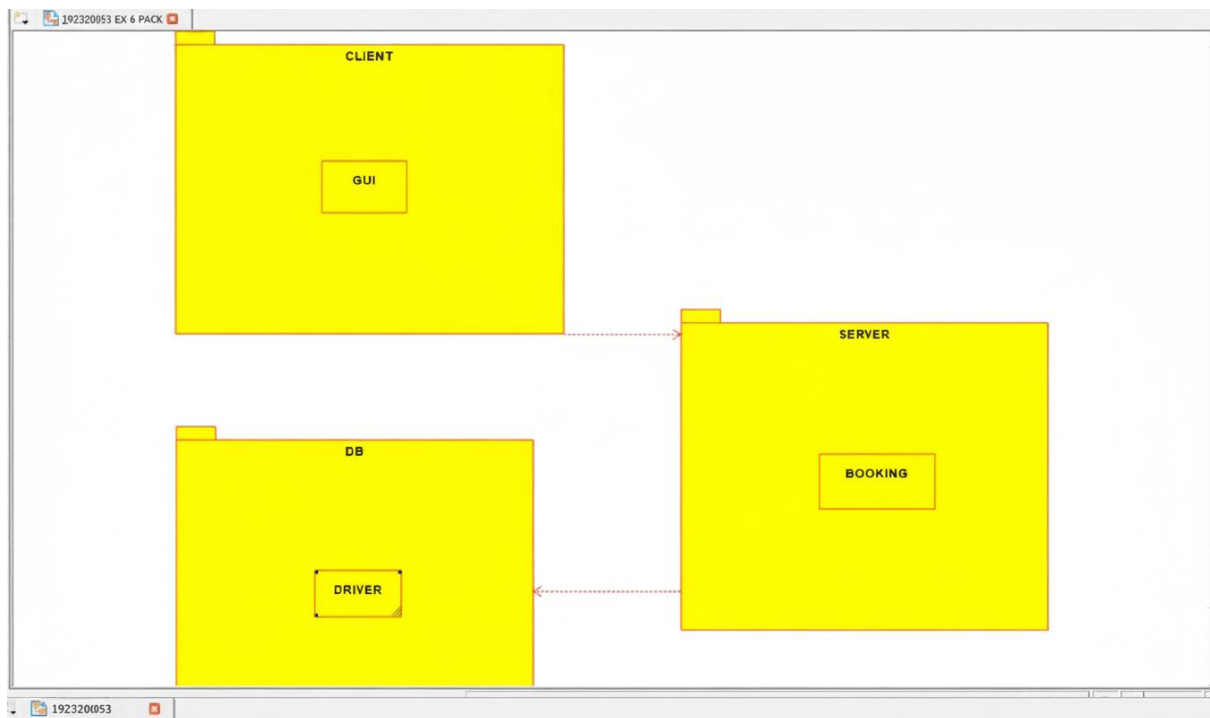 192320053 EX 6 PACK
CLIENT
GUI
SERVER
BOOKING
DB
DRIVER
192320053